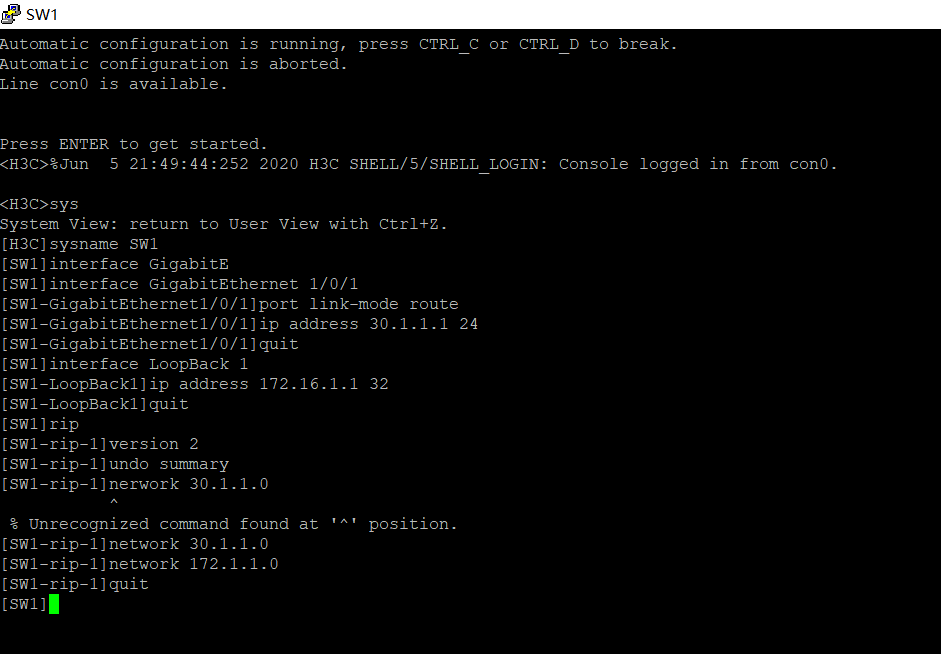 SW1
Automatic configuration is running, press CTRL_C or CTRL_D to break.
Automatic configuration is aborted.
Line con0 is available.
Press ENTER to get started.
<H3C>%Jun  5 21:49:44:252 2020 H3C SHELL/5/SHELL_LOGIN: Console logged in from con0.
<H3C>sys
System View: return to User View with Ctrl+Z.
[H3C]sysname SW1
[SW1]interface GigabitE
[SW1]interface GigabitEthernet 1/0/1
[SW1-GigabitEthernet1/0/1]port link-mode route
[SW1-GigabitEthernet1/0/1]ip address 30.1.1.1 24
[SW1-GigabitEthernet1/0/1]quit
[SW1]interface LoopBack 1
[SW1-LoopBack1]ip address 172.16.1.1 32
[SW1-LoopBack1]quit
[SW1]rip
[SW1-rip-1]version 2
[SW1-rip-1]undo summary
[SW1-rip-1]nerwork 30.1.1.0
           ^
 % Unrecognized command found at '^' position.
[SW1-rip-1]network 30.1.1.0
[SW1-rip-1]network 172.1.1.0
[SW1-rip-1]quit
[SW1]